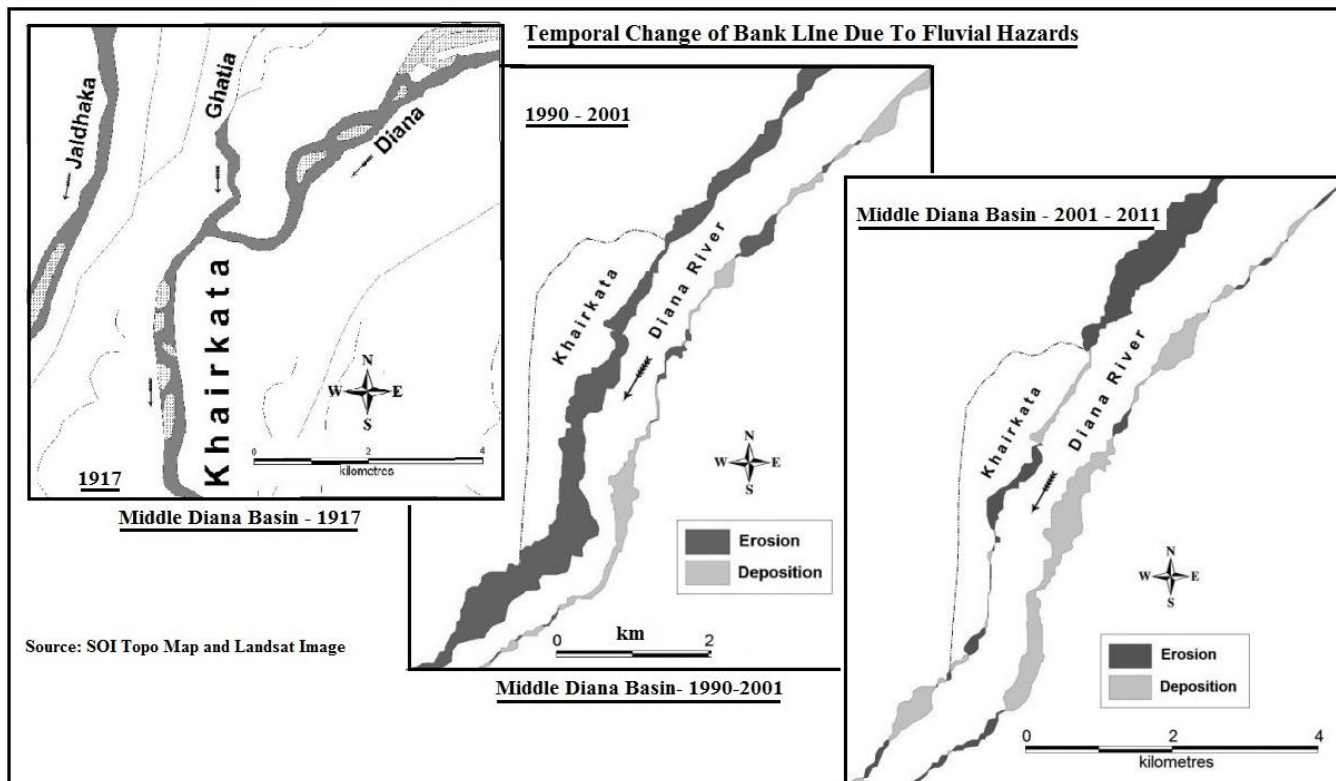 Temporal Change of Bank LIne Due To Fluvial Hazards
Jaldhaka
Ghatia
Diana
Khairkata
N
W E
S
0 2 4
kilometres
1917
Middle Diana Basin - 1917
Source: SOI Topo Map and Landsat Image
1990 - 2001
Khairkata
Diana River
N
W E
S
Erosion
Deposition
0 km 2
Middle Diana Basin- 1990-2001
Middle Diana Basin - 2001 - 2011
Khairkata
Diana River
N
W E
S
Erosion
Deposition
0 2 4
kilometres